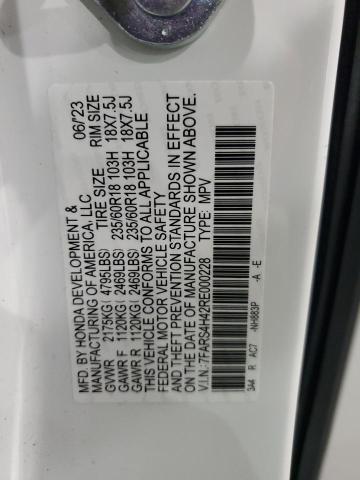 MFD. BY HONDA DEVELOPMENT & 06/'23
MANUFACTURING OF AMERICA, LLC
TIRE SIZE RIM SIZE
GVWR 2175KG ( 4795LBS)
GAWR F 1120KG ( 2469LBS) 235/60R18 103H 18X7.5J
GAWR R 1120KG ( 2469LBS) 235/60R18 103H 18X7.5J
THIS VEHICLE CONFORMS TO ALL APPLICABLE
FEDERAL MOTOR VEHICLE SAFETY
AND THEFT PREVENTION STANDARDS IN EFFECT
ON THE DATE OF MANUFACTURE SHOWN ABOVE.
V.I.N.: 7FARS4H42RE000228 TYPE: MPV
3A4 R AC7 -NH883P -A -E